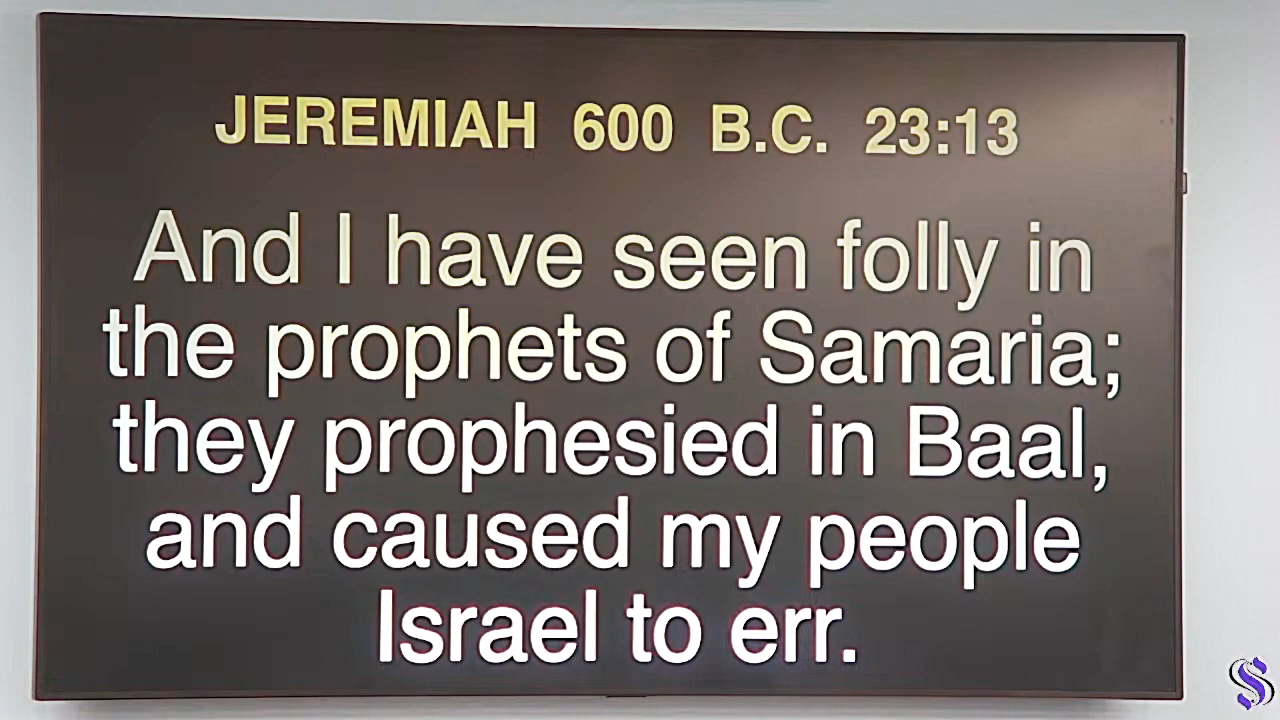 JEREMIAH 600 B.C. 23:13
And I have seen folly in
the prophets of Samaria;
they prophesied in Baal,
and caused my people
Israel to err.